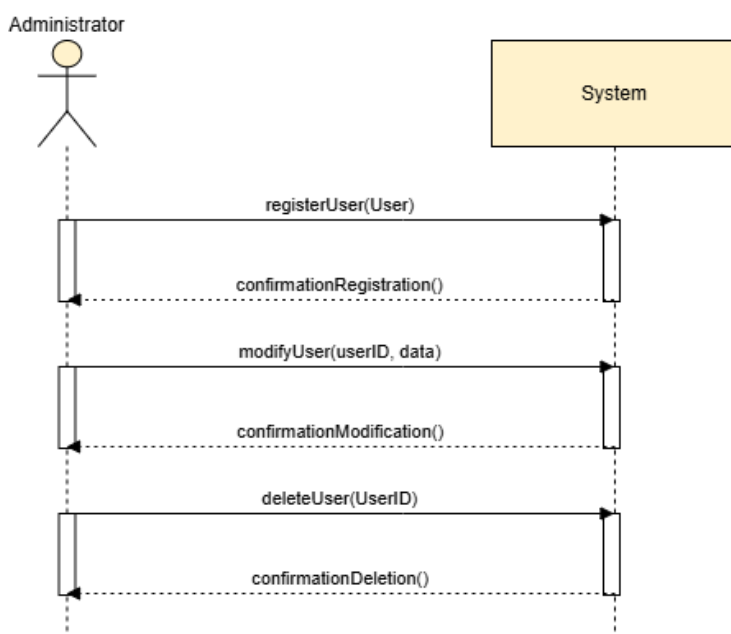 Administrator
System
registerUser(User)
confirmationRegistration()
modifyUser(userID, data)
confirmationModification()
deleteUser(UserID)
confirmationDeletion()